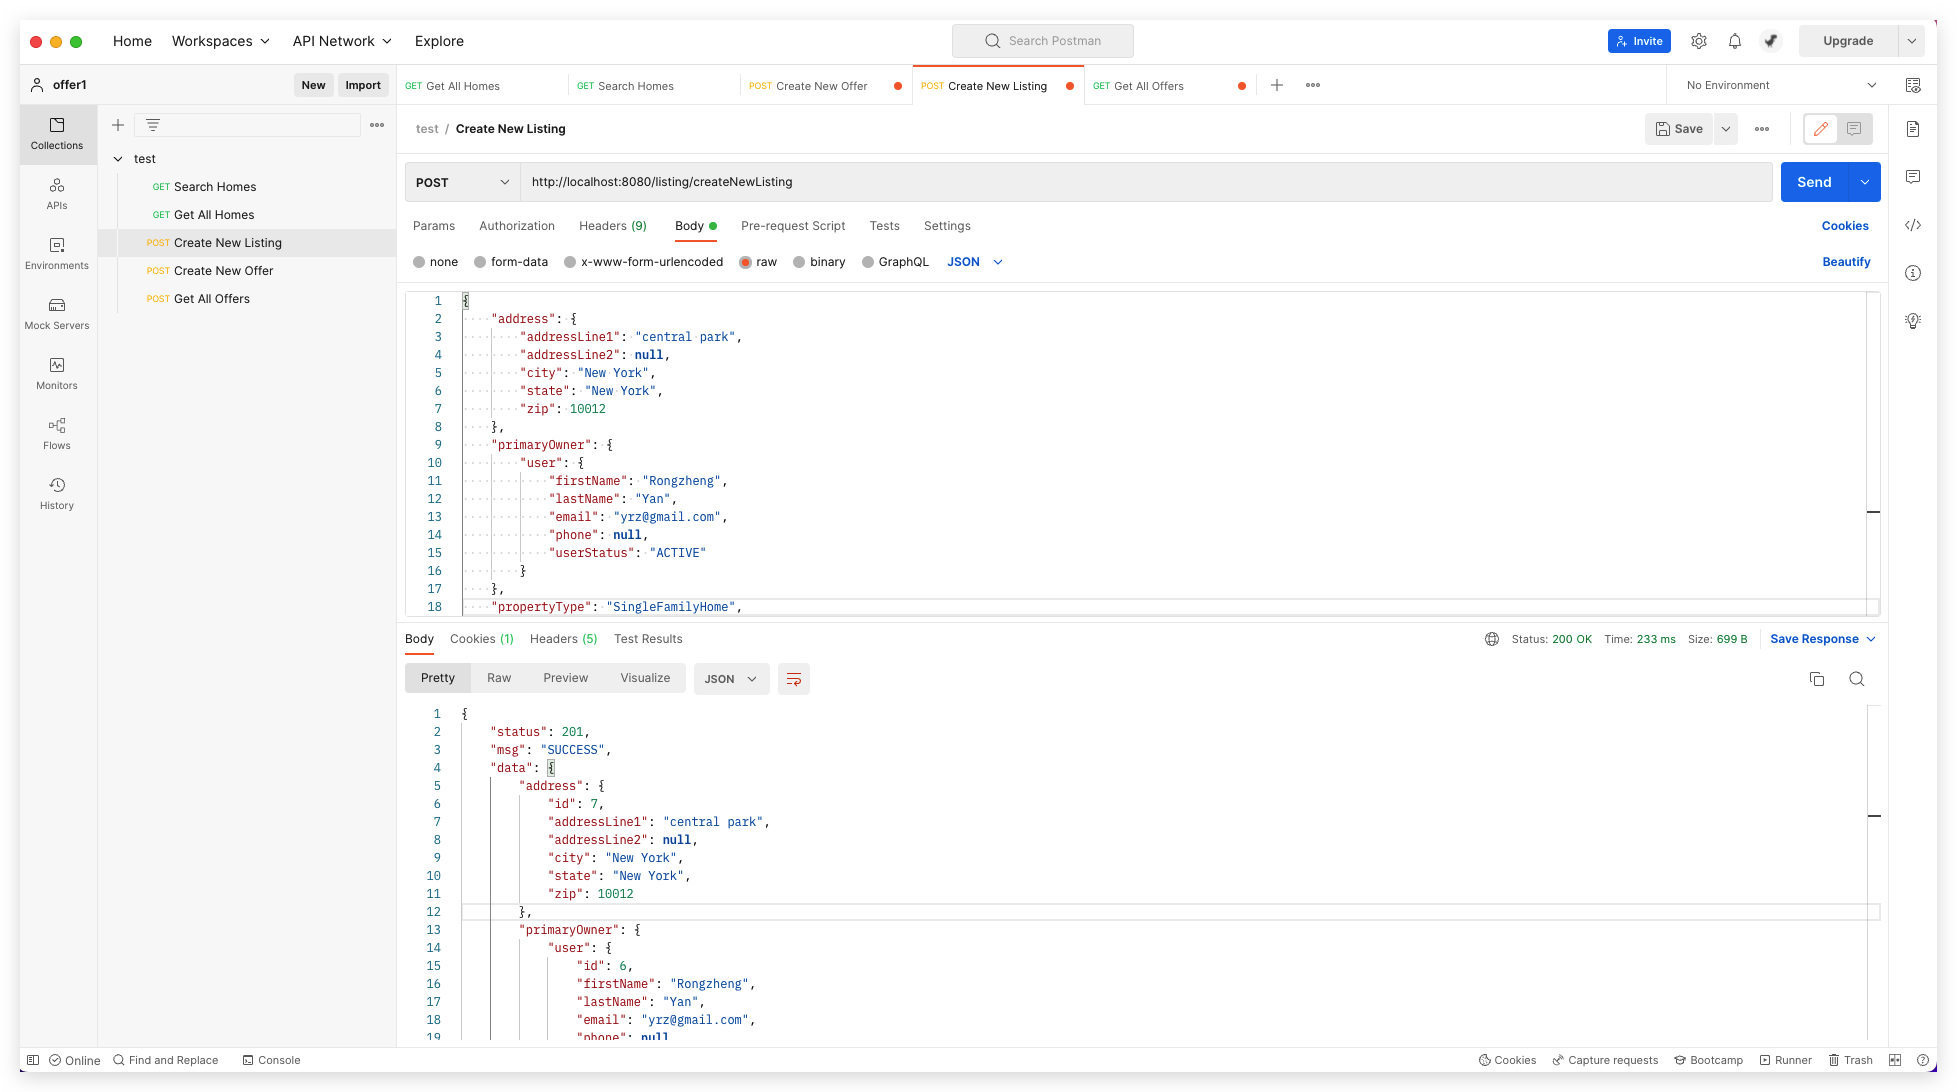 Home Workspaces API Network Explore Search Postman Invite Upgrade
offer1 New Import GET Get All Homes GET Search Homes POST Create New Offer POST Create New Listing GET Get All Offers No Environment
Collections
APIs
Environments
Mock Servers
Monitors
Flows
History
test
GET Search Homes
GET Get All Homes
POST Create New Listing
POST Create New Offer
POST Get All Offers
test / Create New Listing Save
POST http://localhost:8080/listing/createNewListing Send
Params Authorization Headers (9) Body Pre-request Script Tests Settings Cookies
none form-data x-www-form-urlencoded raw binary GraphQL JSON Beautify
1 {
2 "address": {
3 "addressLine1": "central park",
4 "addressLine2": null,
5 "city": "New York",
6 "state": "New York",
7 "zip": 10012
8 },
9 "primaryOwner": {
10 "user": {
11 "firstName": "Rongzheng",
12 "lastName": "Yan",
13 "email": "yrz@gmail.com",
14 "phone": null,
15 "userStatus": "ACTIVE"
16 }
17 },
18 "propertyType": "SingleFamilyHome",
Body Cookies (1) Headers (5) Test Results Status: 200 OK Time: 233 ms Size: 699 B Save Response
Pretty Raw Preview Visualize JSON
1 {
2 "status": 201,
3 "msg": "SUCCESS",
4 "data": {
5 "address": {
6 "id": 7,
7 "addressLine1": "central park",
8 "addressLine2": null,
9 "city": "New York",
10 "state": "New York",
11 "zip": 10012
12 },
13 "primaryOwner": {
14 "user": {
15 "id": 6,
16 "firstName": "Rongzheng",
17 "lastName": "Yan",
18 "email": "yrz@gmail.com",
19 "phone": null
Online Find and Replace Console Cookies Capture requests Bootcamp Runner Trash